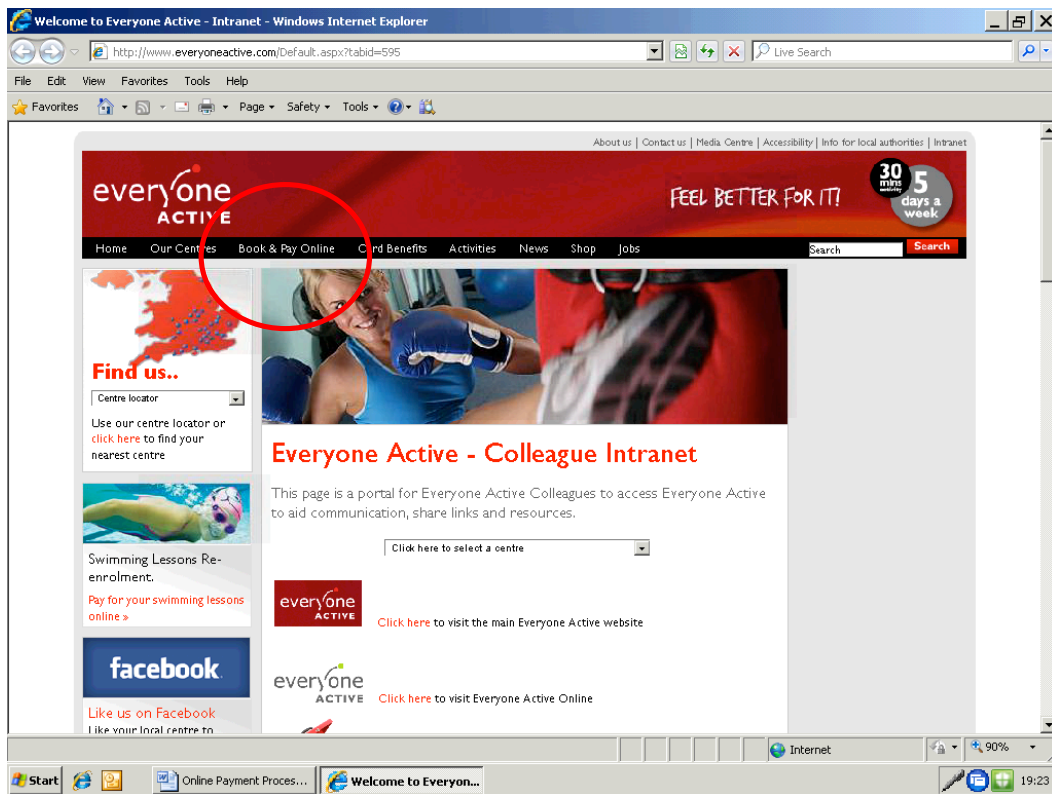 Welcome to Everyone Active - Intranet - Windows Internet Explorer
http://www.everyoneactive.com/Default.aspx?tabid=595
Live Search
File Edit View Favorites Tools Help
Favorites Page Safety Tools
About us | Contact us | Media Centre | Accessibility | Info for local authorities | Intranet
everyone
ACTIVE
FEEL BETTER FOR IT!
30
mins
5
days a
week
Home Our Centres Book & Pay Online Card Benefits Activities News Shop Jobs
Search Search
Find us..
Centre locator
Use our centre locator or
click here to find your
nearest centre
Everyone Active - Colleague Intranet
This page is a portal for Everyone Active Colleagues to access Everyone Active
to aid communication, share links and resources.
Click here to select a centre
Swimming Lessons Re-
enrolment.
Pay for your swimming lessons
online »
everyone
ACTIVE
Click here to visit the main Everyone Active website
facebook
everyone
ACTIVE
Click here to visit Everyone Active Online
Like us on Facebook
Like your local centre to
Internet
90%
Start
Online Payment Proces...
Welcome to Everyon...
19:23